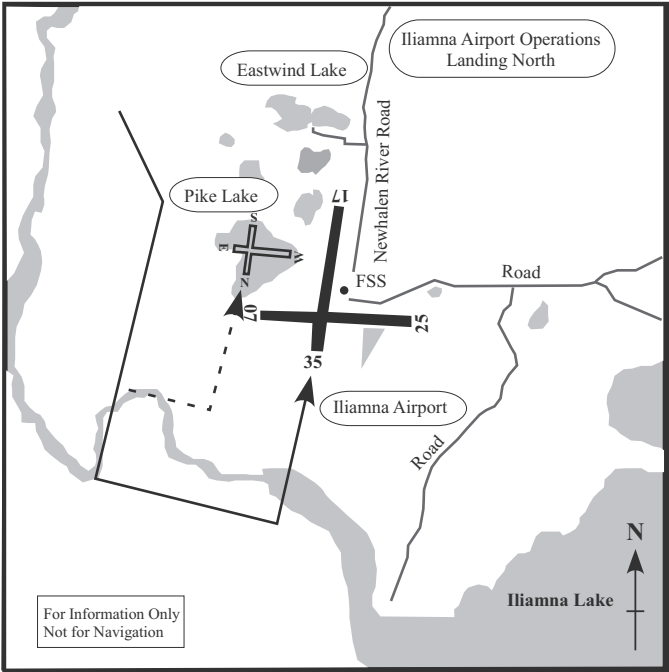 Iliamna Airport Operations
Landing North
Eastwind Lake
Newhalen River Road
Pike Lake
17
S
E
W
N
FSS
Road
07
25
35
Iliamna Airport
Road
N
Iliamna Lake
For Information Only
Not for Navigation